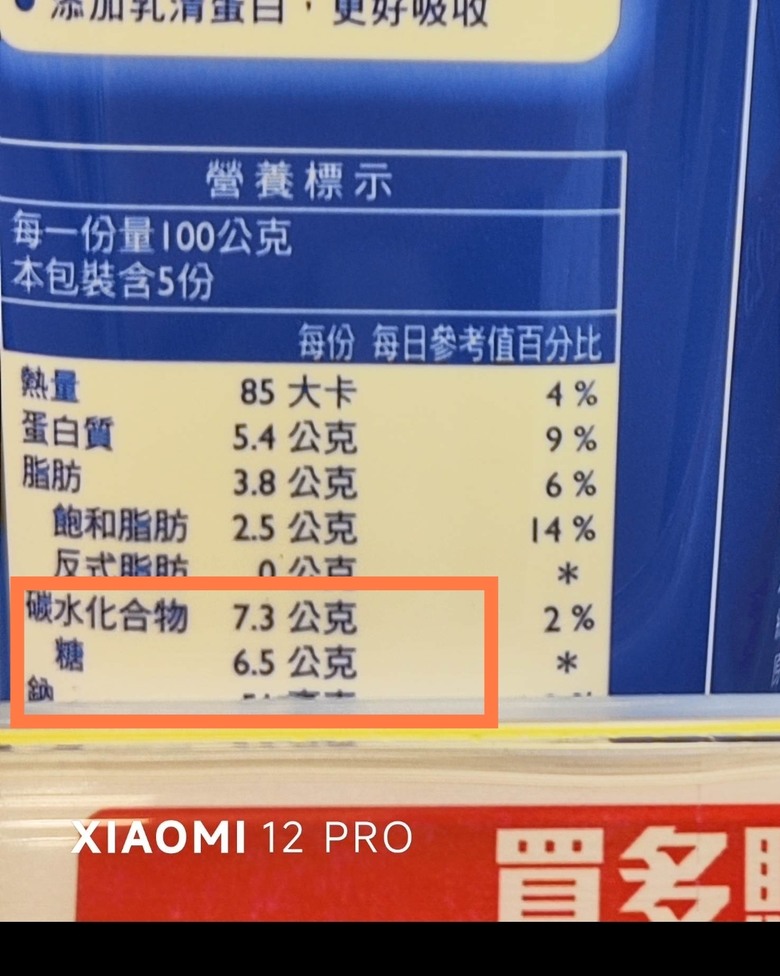 添加乳清蛋白，更好吸收
營養標示
每一份量100公克
本包裝含5份
每份 每日參考值百分比
熱量 85 大卡 4 %
蛋白質 5.4 公克 9 %
脂肪 3.8 公克 6 %
飽和脂肪 2.5 公克 14 %
反式脂肪 0 公克 *
碳水化合物 7.3 公克 2 %
糖 6.5 公克 *
鈉
XIAOMI 12 PRO
買多